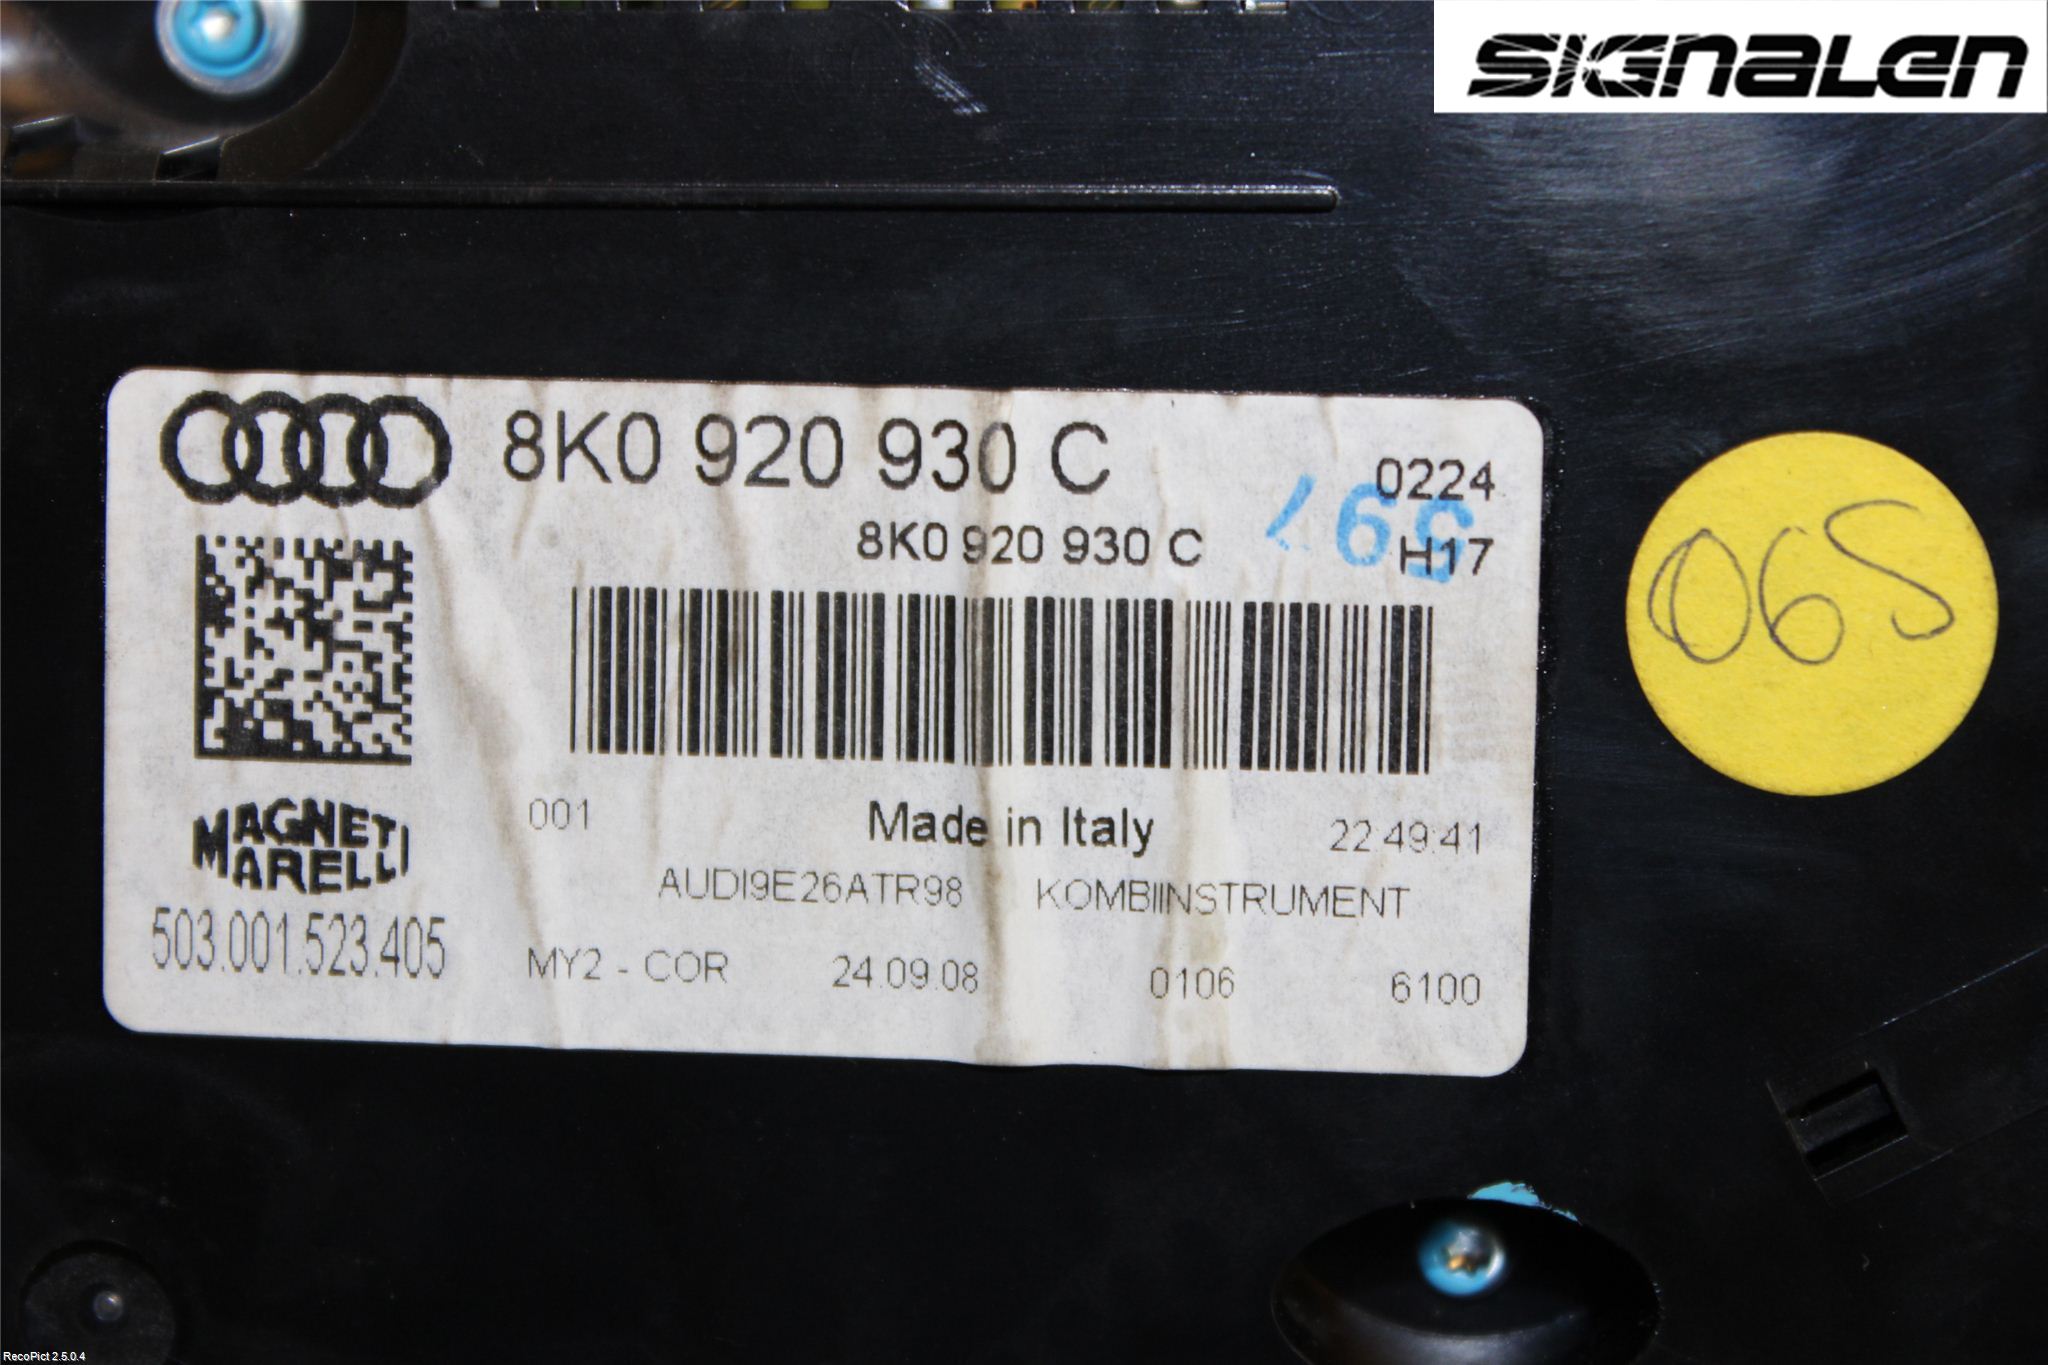 SIGNALEN
8K0 920 930 C
0224
8K0 920 930 C
597
H17
065
001
Made in Italy
22:49:41
MAGNETI
MARELLI
AUDI9E26ATR98 KOMBIINSTRUMENT
503.001.523.405
MY2 - COR 24.09.08 0106 6100
RecoPict 2.5.0.4